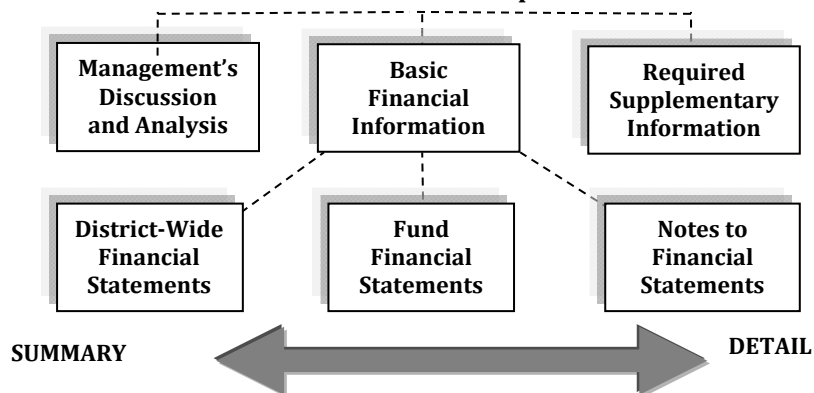 Management's
Discussion
and Analysis
Basic
Financial
Information
Required
Supplementary
Information
District-Wide
Financial
Statements
Fund
Financial
Statements
Notes to
Financial
Statements
SUMMARY
DETAIL